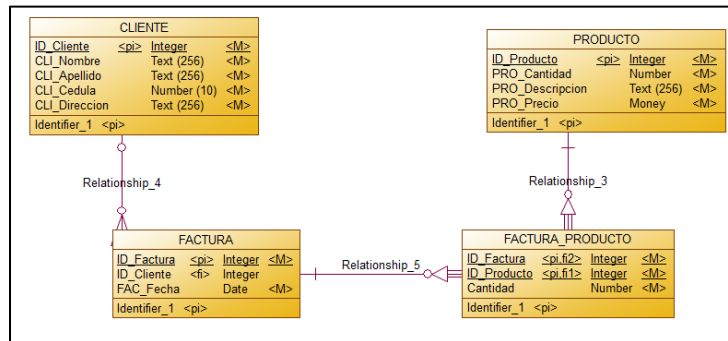 CLIENTE
ID_Cliente <pi> Integer <M>
CLI_Nombre Text (256) <M>
CLI_Apellido Text (256) <M>
CLI_Cedula Number (10) <M>
CLI_Direccion Text (256) <M>
Identifier_1 <pi>
PRODUCTO
ID_Producto <pi> Integer <M>
PRO_Cantidad Number <M>
PRO_Descripcion Text (256) <M>
PRO_Precio Money <M>
Identifier_1 <pi>
Relationship_4
Relationship_3
FACTURA
ID_Factura <pi> Integer <M>
ID_Cliente <fi> Integer
FAC_Fecha Date <M>
Identifier_1 <pi>
Relationship_5
FACTURA_PRODUCTO
ID_Factura <pi,fi2> Integer <M>
ID_Producto <pi,fi1> Integer <M>
Cantidad Number <M>
Identifier_1 <pi>